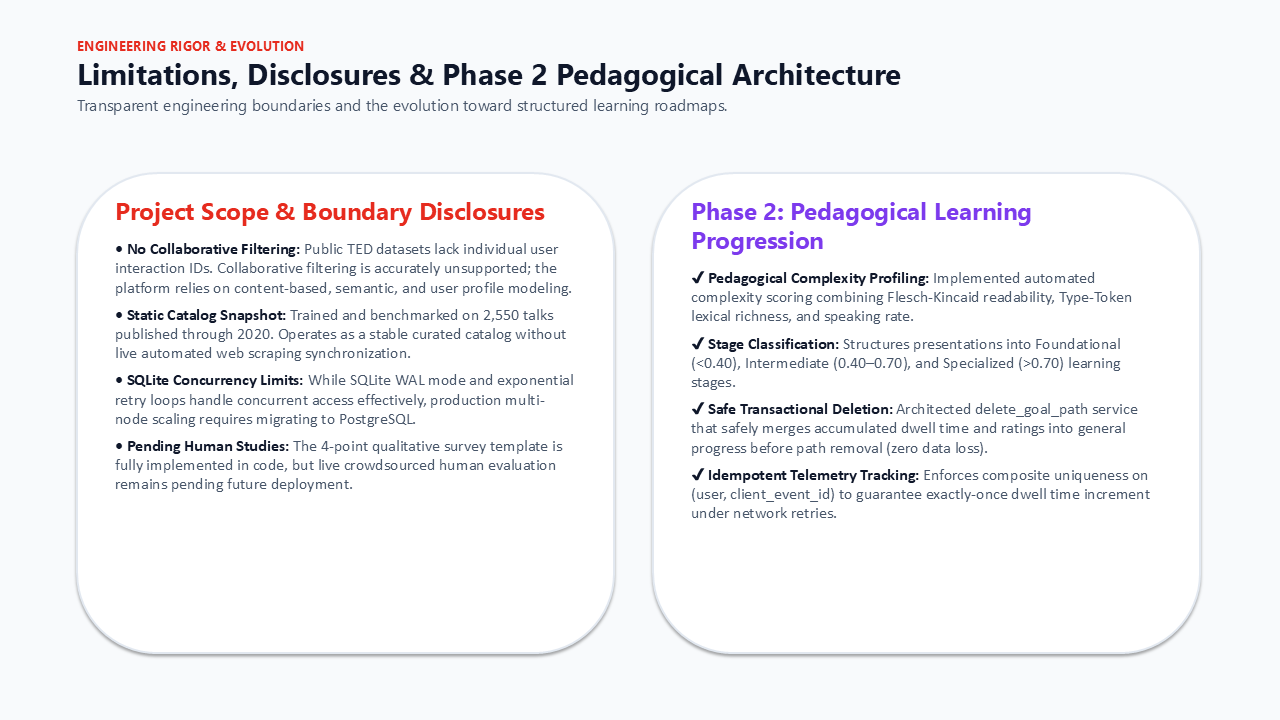 ENGINEERING RIGOR & EVOLUTION
Limitations, Disclosures & Phase 2 Pedagogical Architecture
Transparent engineering boundaries and the evolution toward structured learning roadmaps.
Project Scope & Boundary Disclosures
• No Collaborative Filtering: Public TED datasets lack individual user
interaction IDs. Collaborative filtering is accurately unsupported; the
platform relies on content-based, semantic, and user profile modeling.
• Static Catalog Snapshot: Trained and benchmarked on 2,550 talks
published through 2020. Operates as a stable curated catalog without
live automated web scraping synchronization.
• SQLite Concurrency Limits: While SQLite WAL mode and exponential
retry loops handle concurrent access effectively, production multi-
node scaling requires migrating to PostgreSQL.
• Pending Human Studies: The 4-point qualitative survey template is
fully implemented in code, but live crowdsourced human evaluation
remains pending future deployment.
Phase 2: Pedagogical Learning
Progression
✔ Pedagogical Complexity Profiling: Implemented automated
complexity scoring combining Flesch-Kincaid readability, Type-Token
lexical richness, and speaking rate.
✔ Stage Classification: Structures presentations into Foundational
(<0.40), Intermediate (0.40–0.70), and Specialized (>0.70) learning
stages.
✔ Safe Transactional Deletion: Architected delete_goal_path service
that safely merges accumulated dwell time and ratings into general
progress before path removal (zero data loss).
✔ Idempotent Telemetry Tracking: Enforces composite uniqueness on
(user, client_event_id) to guarantee exactly-once dwell time increment
under network retries.